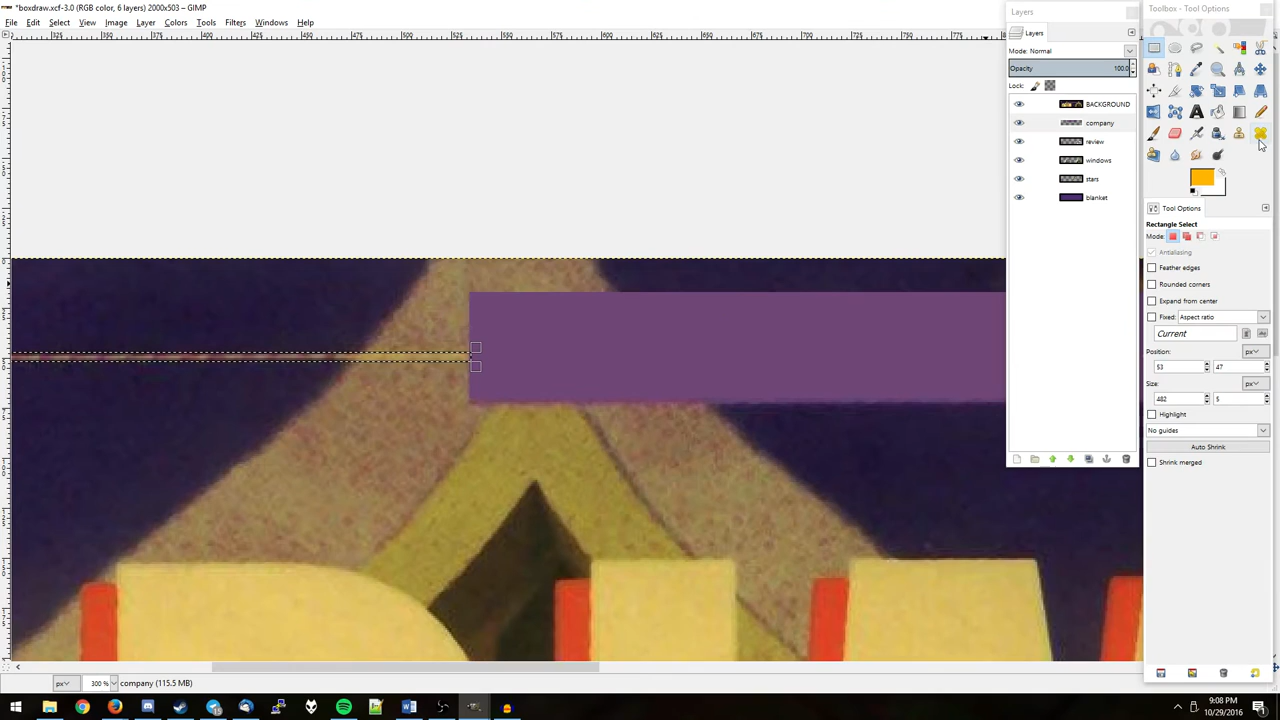 *boxdraw.xcf-3.0 (RGB color, 6 layers) 2000x503 – GIMP
File Edit Select View Image Layer Colors Tools Filters Windows Help
Layers
Layers
Mode: Normal
Opacity 100.0
Lock:
BACKGROUND
company
review
windows
stars
blanket
Toolbox - Tool Options
Tool Options
Rectangle Select
Mode:
Antialiasing
Feather edges
Rounded corners
Expand from center
Fixed: Aspect ratio
Current
Position: px
53 47
Size: px
482 5
Highlight
No guides
Auto Shrink
Shrink merged
px 300 % company (115.5 MB)
9:08 PM
10/29/2016